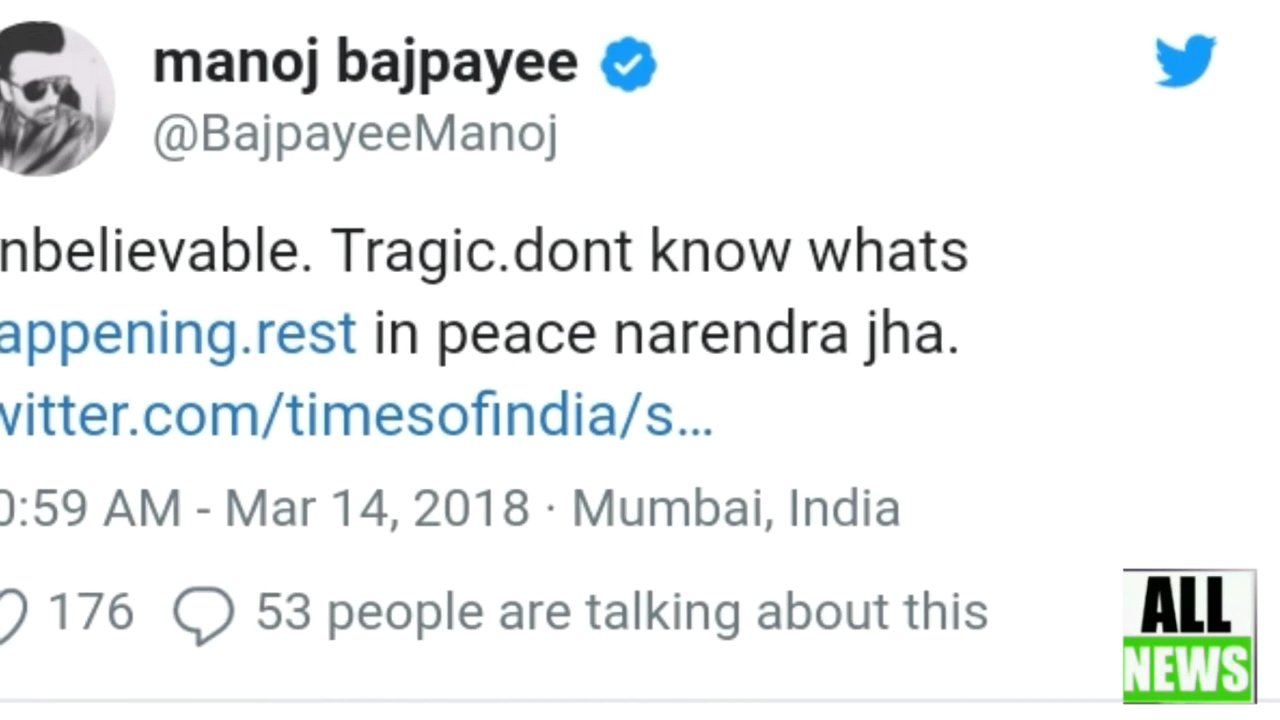 manoj bajpayee
@BajpayeeManoj
nbelievable. Tragic.dont know whats
appening.rest in peace narendra jha.
witter.com/timesofindia/s…
0:59 AM - Mar 14, 2018 · Mumbai, India
176 53 people are talking about this
ALL
NEWS